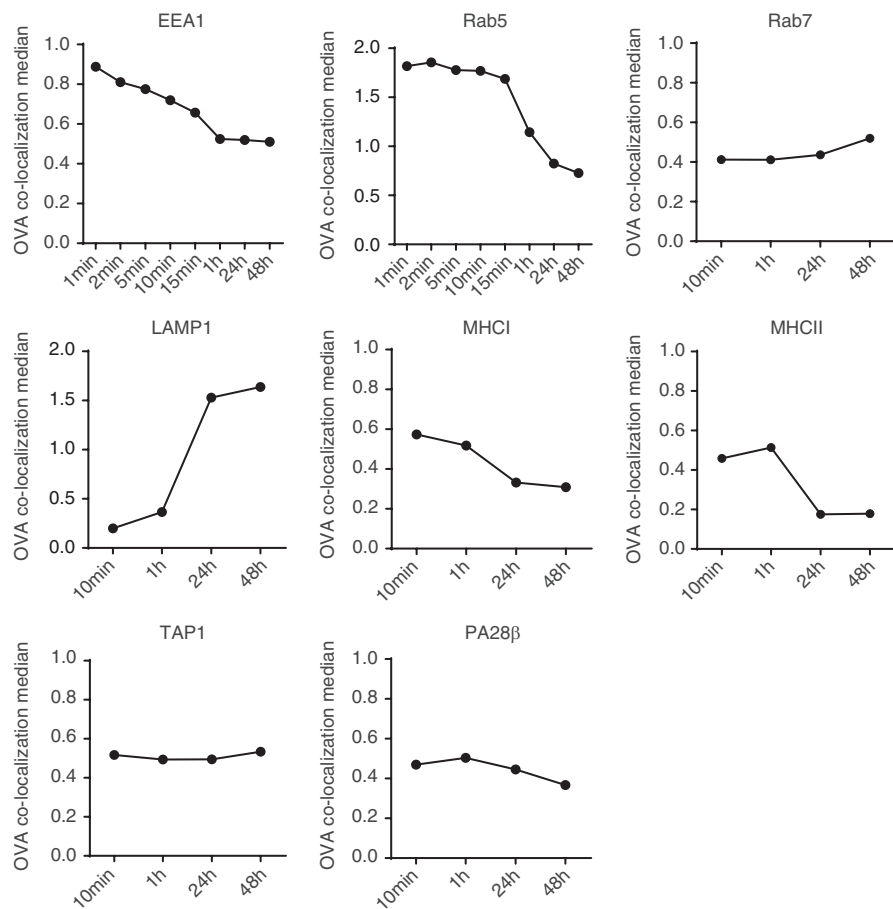 EEA1
OVA co-localization median
1.0
0.8
0.6
0.4
0.2
0.0
1min
2min
5min
10min
15min
1h
24h
48h
Rab5
OVA co-localization median
2.0
1.5
1.0
0.5
0.0
1min
2min
5min
10min
15min
1h
24h
48h
Rab7
OVA co-localization median
1.0
0.8
0.6
0.4
0.2
0.0
10min
1h
24h
48h
LAMP1
OVA co-localization median
2.0
1.5
1.0
0.5
0.0
10min
1h
24h
48h
MHCI
OVA co-localization median
1.0
0.8
0.6
0.4
0.2
0.0
10min
1h
24h
48h
MHCII
OVA co-localization median
1.0
0.8
0.6
0.4
0.2
0.0
10min
1h
24h
48h
TAP1
OVA co-localization median
1.0
0.8
0.6
0.4
0.2
0.0
10min
1h
24h
48h
PA28β
OVA co-localization median
1.0
0.8
0.6
0.4
0.2
0.0
10min
1h
24h
48h